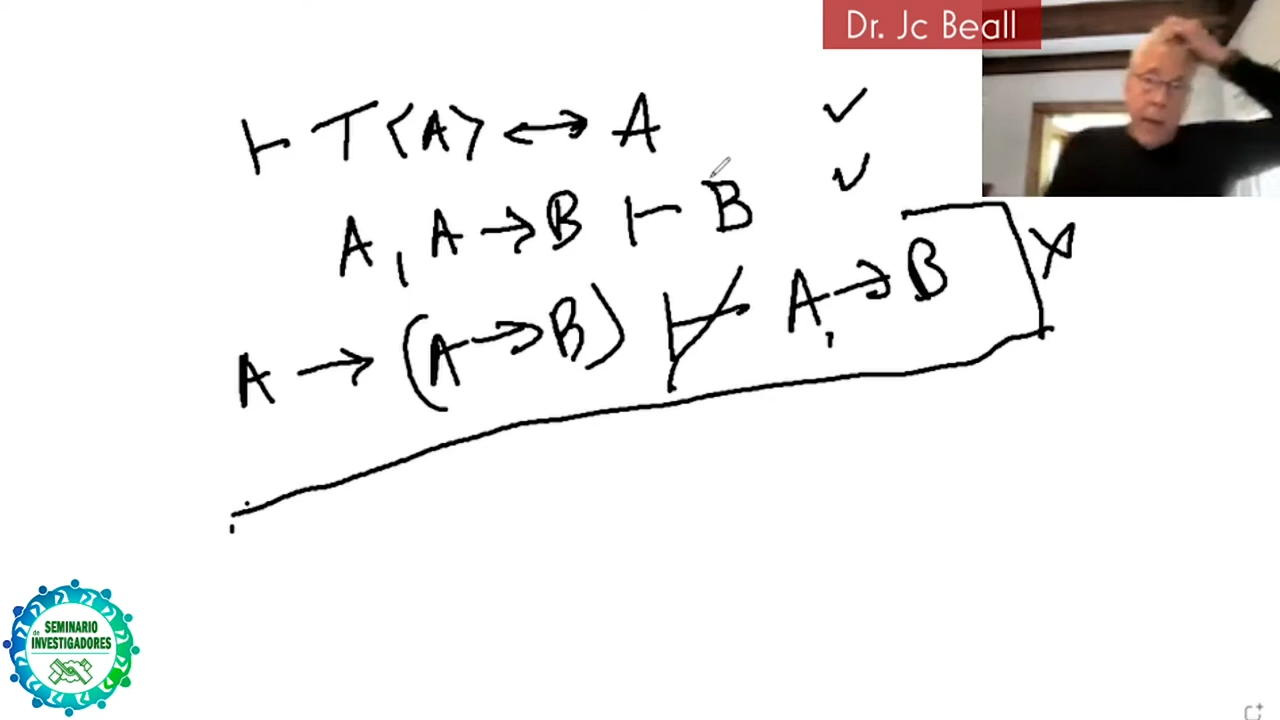 Dr. Jc Beall
⊢ T⟨A⟩ ↔ A ✓
A, A → B ⊢ B ✓
A → (A → B) ⊬ A → B ✗
SEMINARIO
de INVESTIGADORES